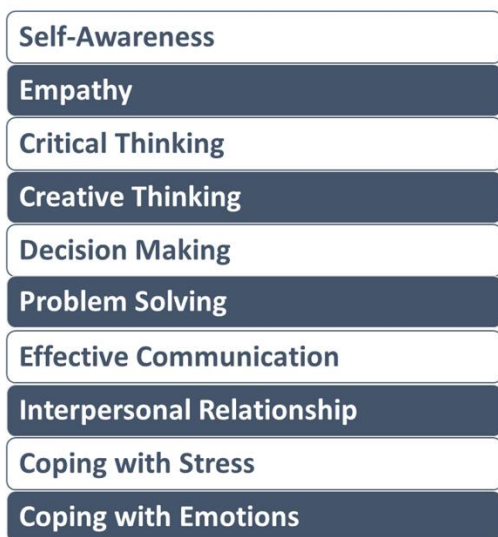 Self-Awareness
Empathy
Critical Thinking
Creative Thinking
Decision Making
Problem Solving
Effective Communication
Interpersonal Relationship
Coping with Stress
Coping with Emotions